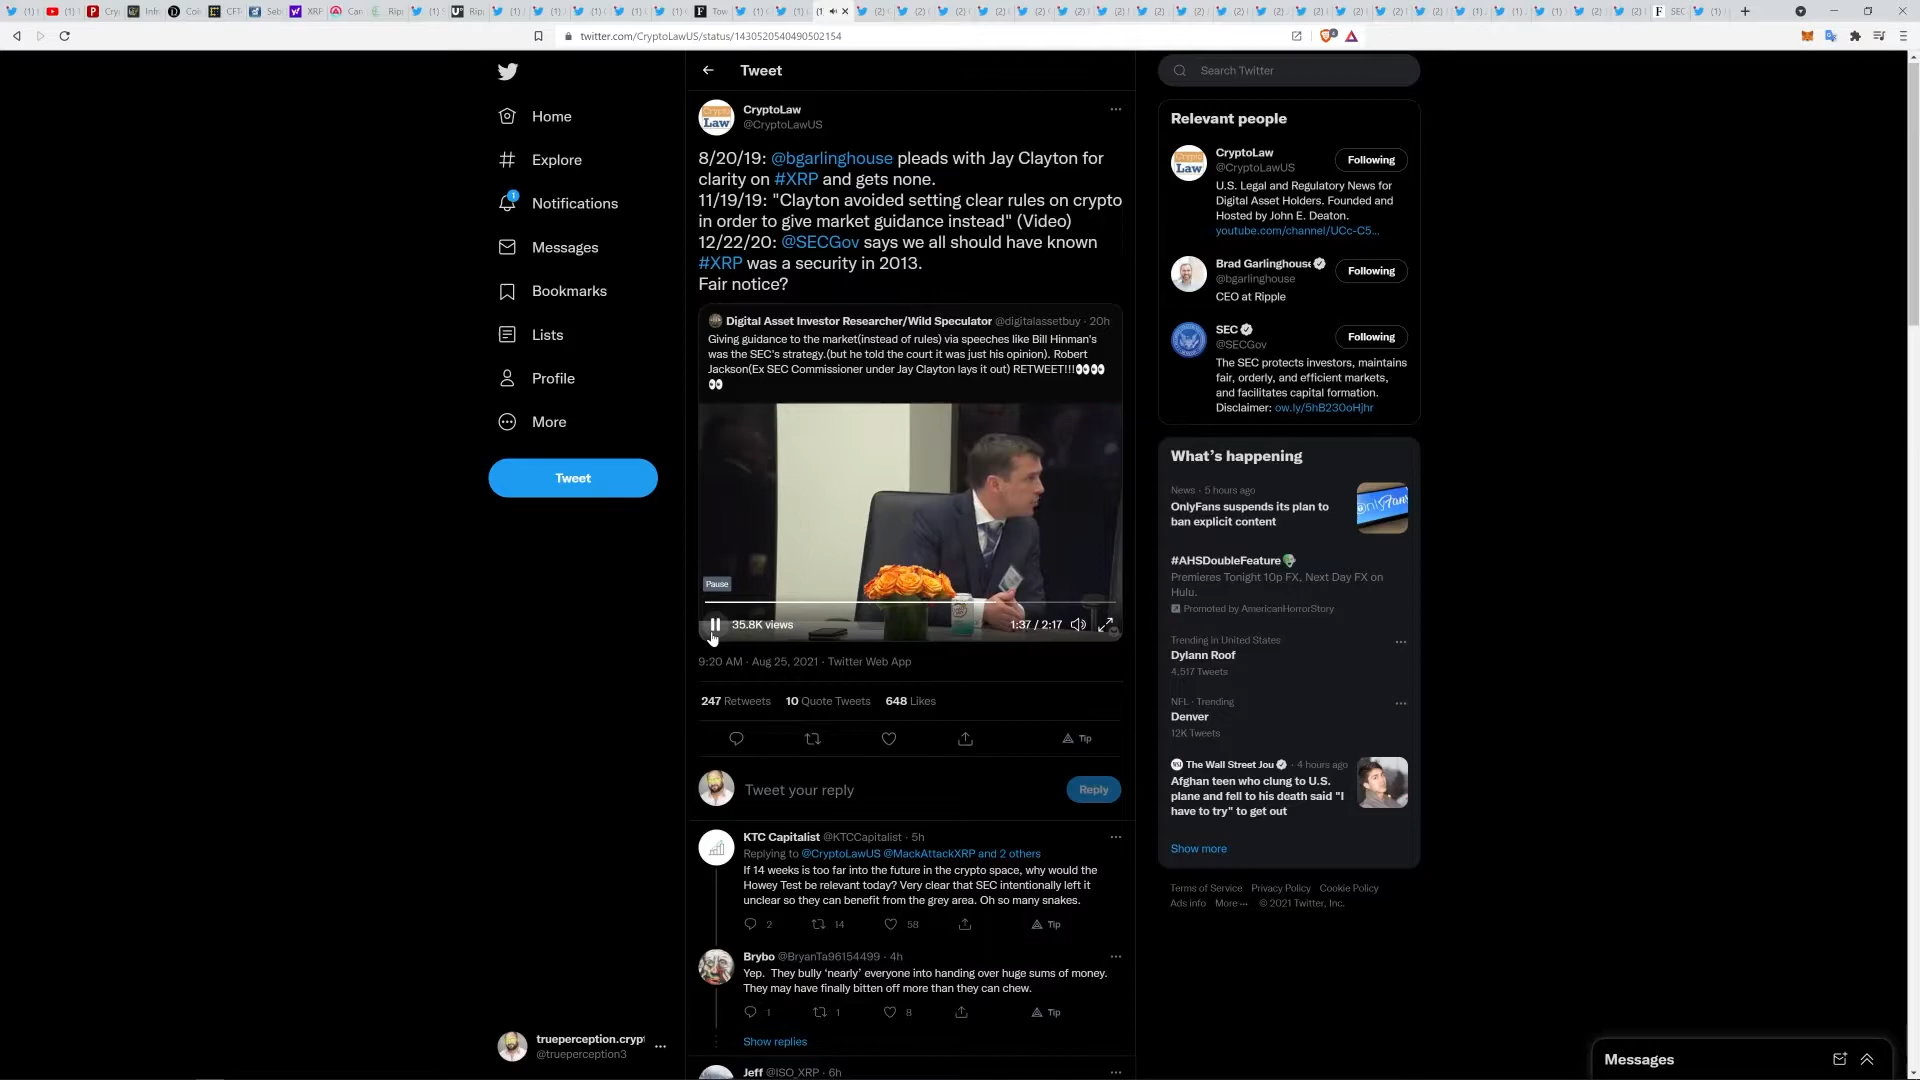 twitter.com/CryptoLawUS/status/1430520540490502154
Home
Explore
1
Notifications
Messages
Bookmarks
Lists
Profile
More
Tweet
trueperception.crypt
@trueperception3
Tweet
CryptoLaw
@CryptoLawUS
8/20/19: @bgarlinghouse pleads with Jay Clayton for
clarity on #XRP and gets none.
11/19/19: "Clayton avoided setting clear rules on crypto
in order to give market guidance instead" (Video)
12/22/20: @SECGov says we all should have known
#XRP was a security in 2013.
Fair notice?
Digital Asset Investor Researcher/Wild Speculator @digitalassetbuy · 20h
Giving guidance to the market(instead of rules) via speeches like Bill Hinman's
was the SEC's strategy.(but he told the court it was just his opinion). Robert
Jackson(Ex SEC Commissioner under Jay Clayton lays it out) RETWEET!!!👀👀
👀
Pause
35.8K views
1:37 / 2:17
9:20 AM · Aug 25, 2021 · Twitter Web App
247 Retweets 10 Quote Tweets 648 Likes
Tip
Tweet your reply
Reply
KTC Capitalist @KTCCapitalist · 5h
Replying to @CryptoLawUS @MackAttackXRP and 2 others
If 14 weeks is too far into the future in the crypto space, why would the
Howey Test be relevant today? Very clear that SEC intentionally left it
unclear so they can benefit from the grey area. Oh so many snakes.
2 14 58 Tip
Brybo @BryanTa96154499 · 4h
Yep. They bully 'nearly' everyone into handing over huge sums of money.
They may have finally bitten off more than they can chew.
1 1 8 Tip
Show replies
Jeff @ISO_XRP · 6h
Search Twitter
Relevant people
CryptoLaw
@CryptoLawUS
Following
U.S. Legal and Regulatory News for
Digital Asset Holders. Founded and
Hosted by John E. Deaton.
youtube.com/channel/UCc-C5...
Brad Garlinghouse
@bgarlinghouse
Following
CEO at Ripple
SEC
@SECGov
Following
The SEC protects investors, maintains
fair, orderly, and efficient markets,
and facilitates capital formation.
Disclaimer: ow.ly/5hB230oHjhr
What's happening
News · 5 hours ago
OnlyFans suspends its plan to
ban explicit content
#AHSDoubleFeature
Premieres Tonight 10p FX, Next Day FX on
Hulu.
Promoted by AmericanHorrorStory
Trending in United States
Dylann Roof
4,517 Tweets
NFL · Trending
Denver
12K Tweets
The Wall Street Jou · 4 hours ago
Afghan teen who clung to U.S.
plane and fell to his death said "I
have to try" to get out
Show more
Terms of Service Privacy Policy Cookie Policy
Ads info More ··· © 2021 Twitter, Inc.
Messages